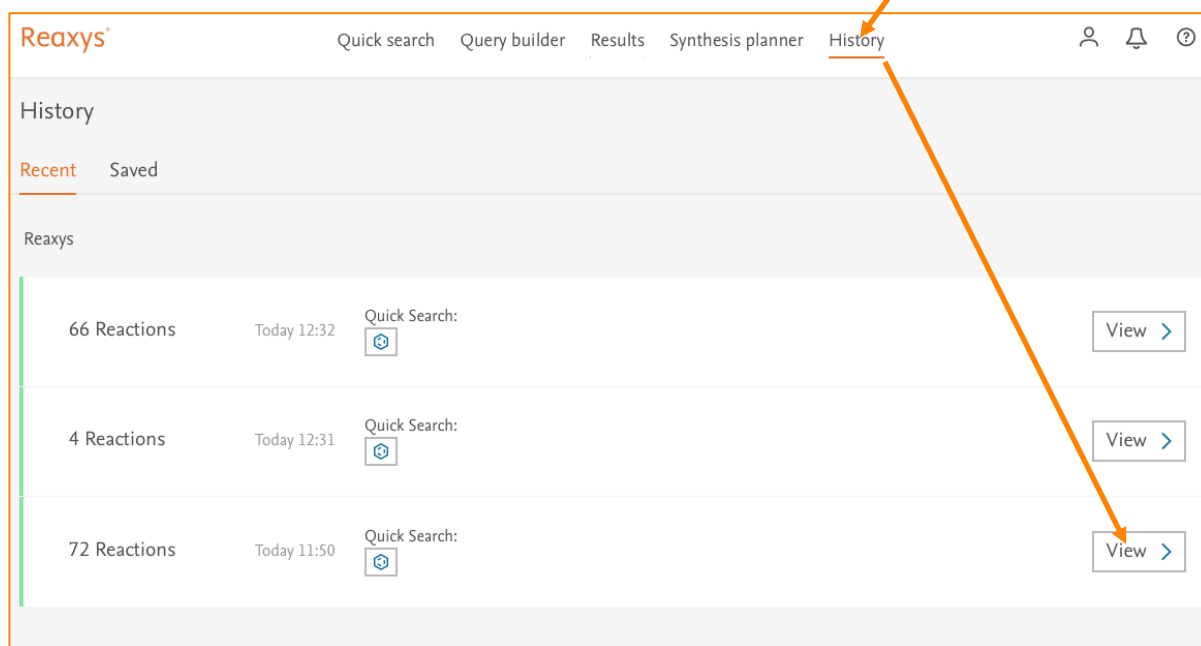 Reaxys®
Quick search Query builder Results Synthesis planner History
History
Recent Saved
Reaxys
66 Reactions Today 12:32 Quick Search: View
4 Reactions Today 12:31 Quick Search: View
72 Reactions Today 11:50 Quick Search: View